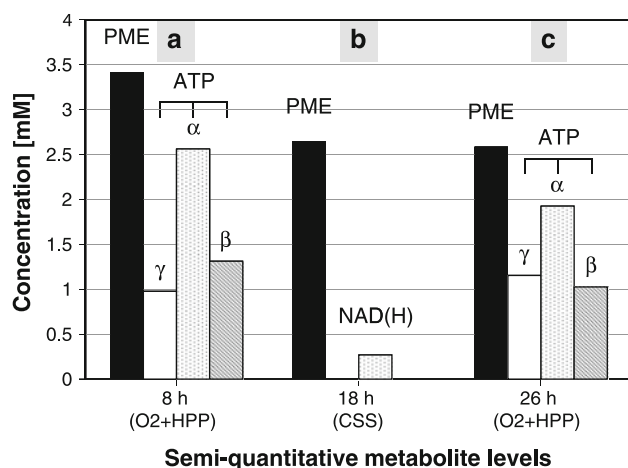 a b c
PME ATP α γ β
PME NAD(H)
PME ATP α γ β
Concentration [mM]
4
3.5
3
2.5
2
1.5
1
0.5
0
8 h 18 h 26 h
(O2+HPP) (CSS) (O2+HPP)
Semi-quantitative metabolite levels